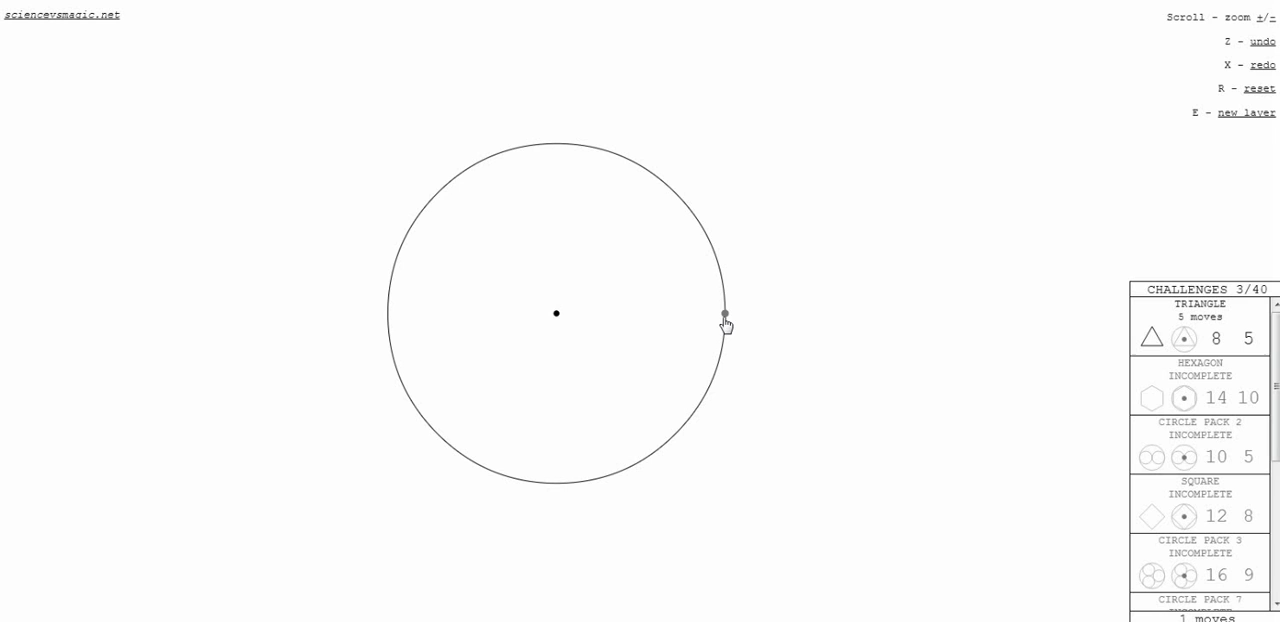 sciencevsmagic.net
Scroll - zoom +/-
Z - undo
X - redo
R - reset
E - new layer
CHALLENGES 3/40
TRIANGLE
5 moves
8 5
HEXAGON
INCOMPLETE
14 10
CIRCLE PACK 2
INCOMPLETE
10 5
SQUARE
INCOMPLETE
12 8
CIRCLE PACK 3
INCOMPLETE
16 9
CIRCLE PACK 7
1 moves